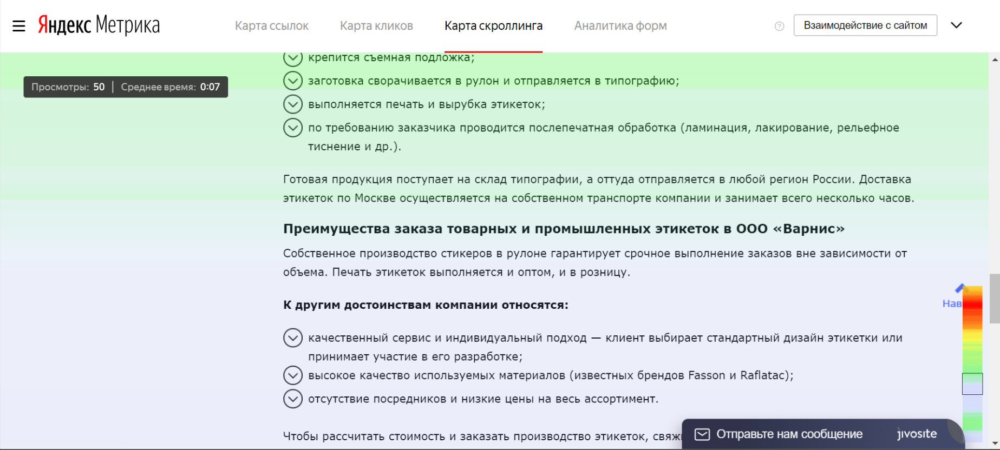 Яндекс Метрика
Карта ссылок
Карта кликов
Карта скроллинга
Аналитика форм
?
Взаимодействие с сайтом
крепится съемная подложка;
Просмотры: 50 | Среднее время: 0:07
заготовка сворачивается в рулон и отправляется в типографию;
выполняется печать и вырубка этикеток;
по требованию заказчика проводится послепечатная обработка (ламинация, лакирование, рельефное
тиснение и др.).
Готовая продукция поступает на склад типографии, а оттуда отправляется в любой регион России. Доставка
этикеток по Москве осуществляется на собственном транспорте компании и занимает всего несколько часов.
Преимущества заказа товарных и промышленных этикеток в ООО «Варнис»
Собственное производство стикеров в рулоне гарантирует срочное выполнение заказов вне зависимости от
объема. Печать этикеток выполняется и оптом, и в розницу.
Нав
К другим достоинствам компании относятся:
качественный сервис и индивидуальный подход — клиент выбирает стандартный дизайн этикетки или
принимает участие в его разработке;
высокое качество используемых материалов (известных брендов Fasson и Raflatac);
отсутствие посредников и низкие цены на весь ассортимент.
Чтобы рассчитать стоимость и заказать производство этикеток,
Отправьте нам сообщение
jivosite